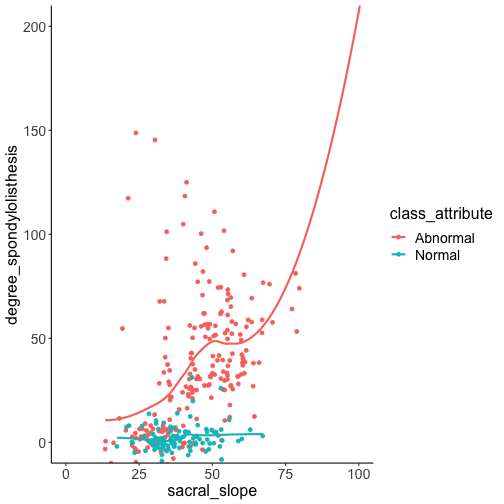 200
150
100
50
0
degree_spondylolisthesis
0
25
50
75
100
sacral_slope
class_attribute
Abnormal
Normal